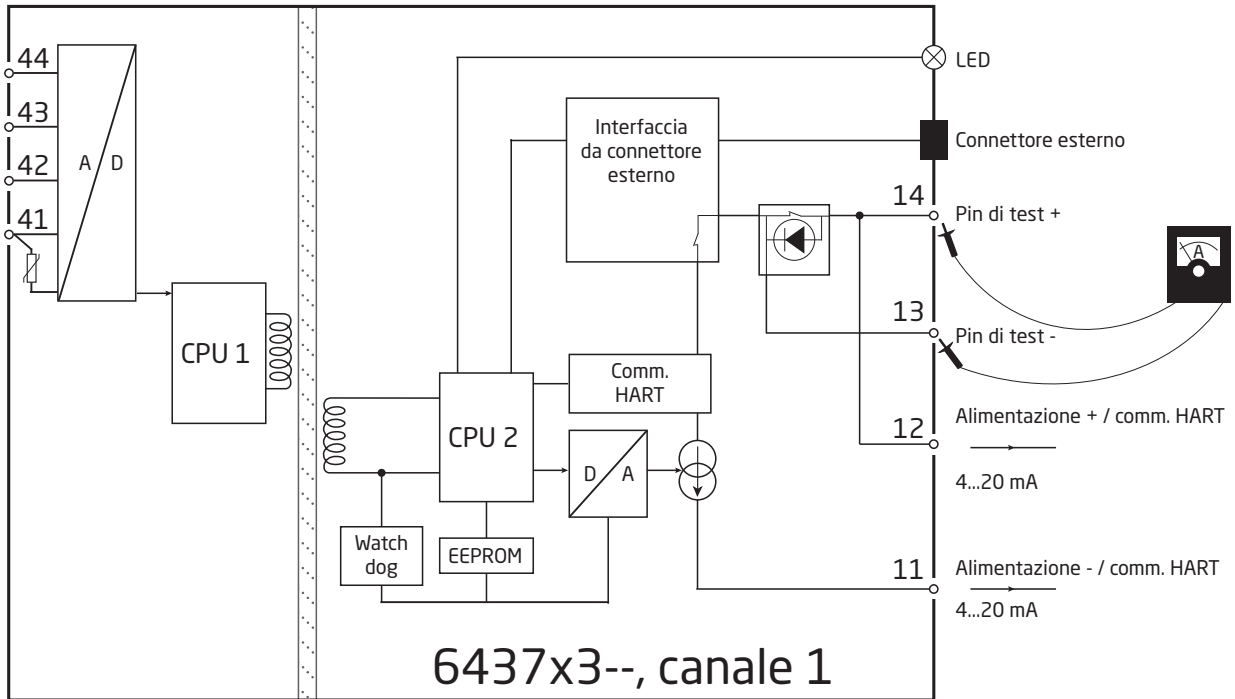 44
43
42
41
A / D
CPU 1
LED
Interfaccia
da connettore
esterno
Connettore esterno
14
Pin di test +
A
13
Pin di test -
Comm.
HART
CPU 2
D / A
12
Alimentazione + / comm. HART
4...20 mA
Watch
dog
EEPROM
11
Alimentazione - / comm. HART
4...20 mA
6437x3--, canale 1